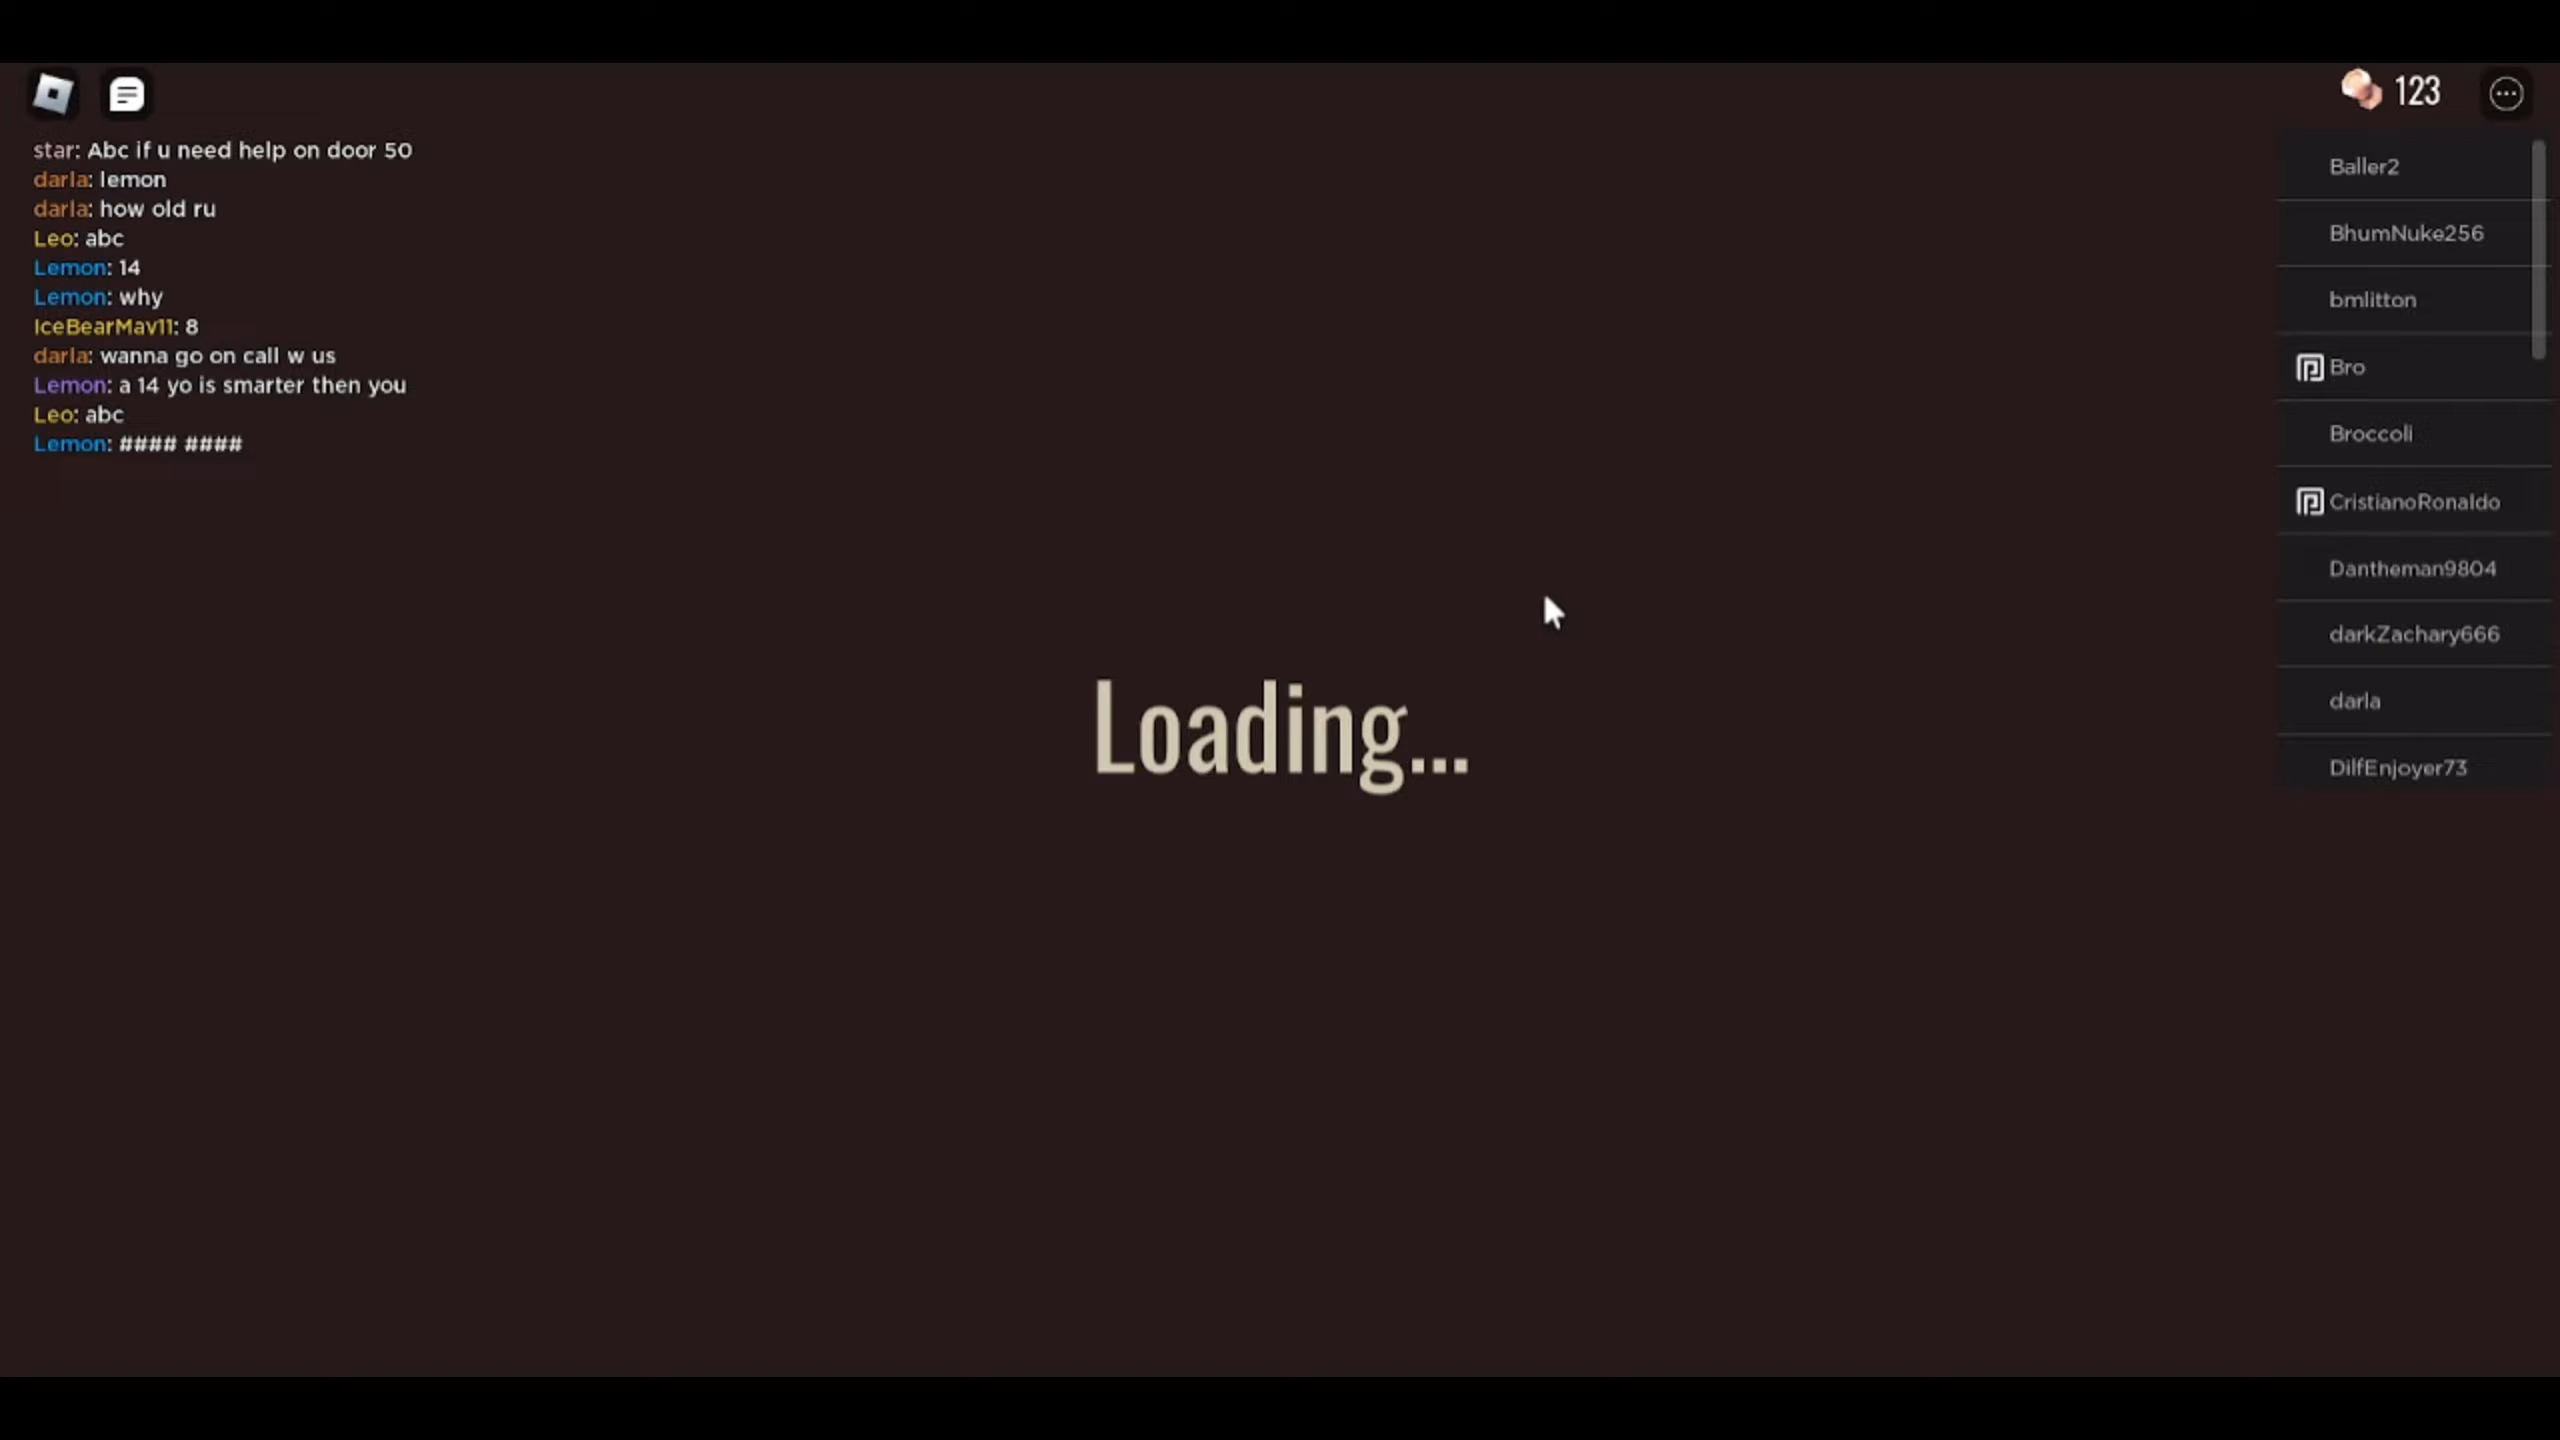 123
star: Abc if u need help on door 50
darla: lemon
darla: how old ru
Leo: abc
Lemon: 14
Lemon: why
IceBearMav11: 8
darla: wanna go on call w us
Lemon: a 14 yo is smarter then you
Leo: abc
Lemon: #### ####
Baller2
BhumNuke256
bmlitton
Bro
Broccoli
CristianoRonaldo
Dantheman9804
darkZachary666
darla
DilfEnjoyer73
Loading...